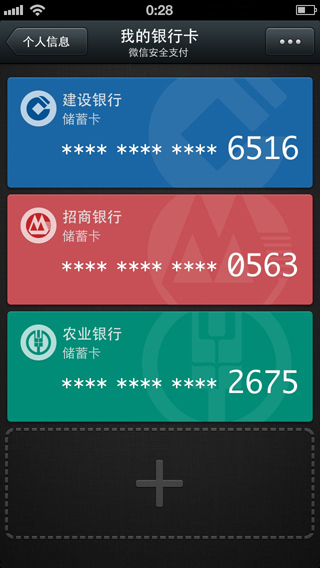 0:28
个人信息
我的银行卡
微信安全支付
建设银行
储蓄卡
**** **** **** 6516
招商银行
储蓄卡
**** **** **** 0563
农业银行
储蓄卡
**** **** **** 2675